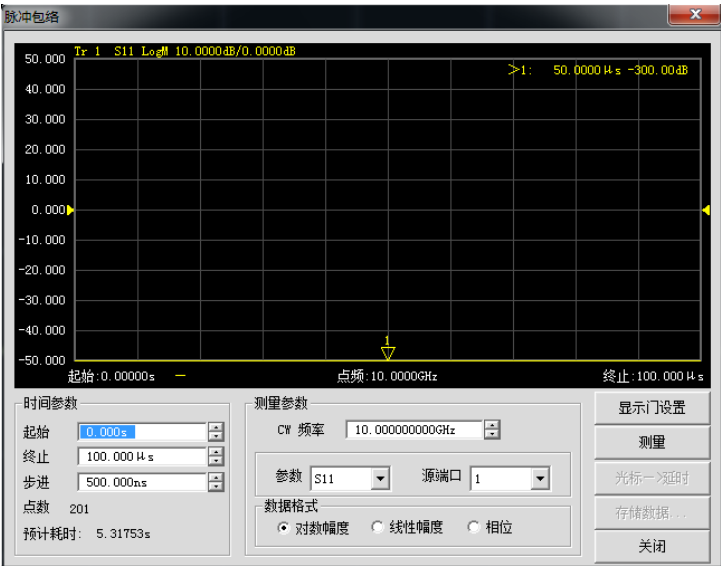 脉冲包络
Tr 1 S11 LogM 10.0000dB/0.0000dB
>1: 50.0000μs -300.00dB
50.000
40.000
30.000
20.000
10.000
0.000
-10.000
-20.000
-30.000
-40.000
-50.000
1
起始:0.00000s — 点频:10.0000GHz 终止:100.000μs
时间参数
起始 0.000s
终止 100.000μs
步进 500.000ns
点数 201
预计耗时: 5.31753s
测量参数
CW 频率 10.000000000GHz
参数 S11 源端口 1
数据格式
对数幅度 线性幅度 相位
显示门设置
测量
光标—>延时
存储数据...
关闭